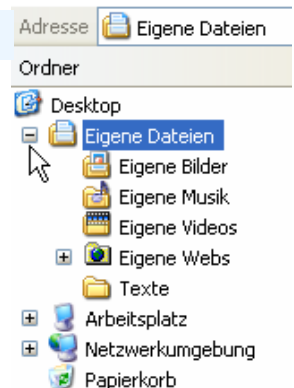 Adresse Eigene Dateien
Ordner
Desktop
Eigene Dateien
Eigene Bilder
Eigene Musik
Eigene Videos
Eigene Webs
Texte
Arbeitsplatz
Netzwerkumgebung
Papierkorb